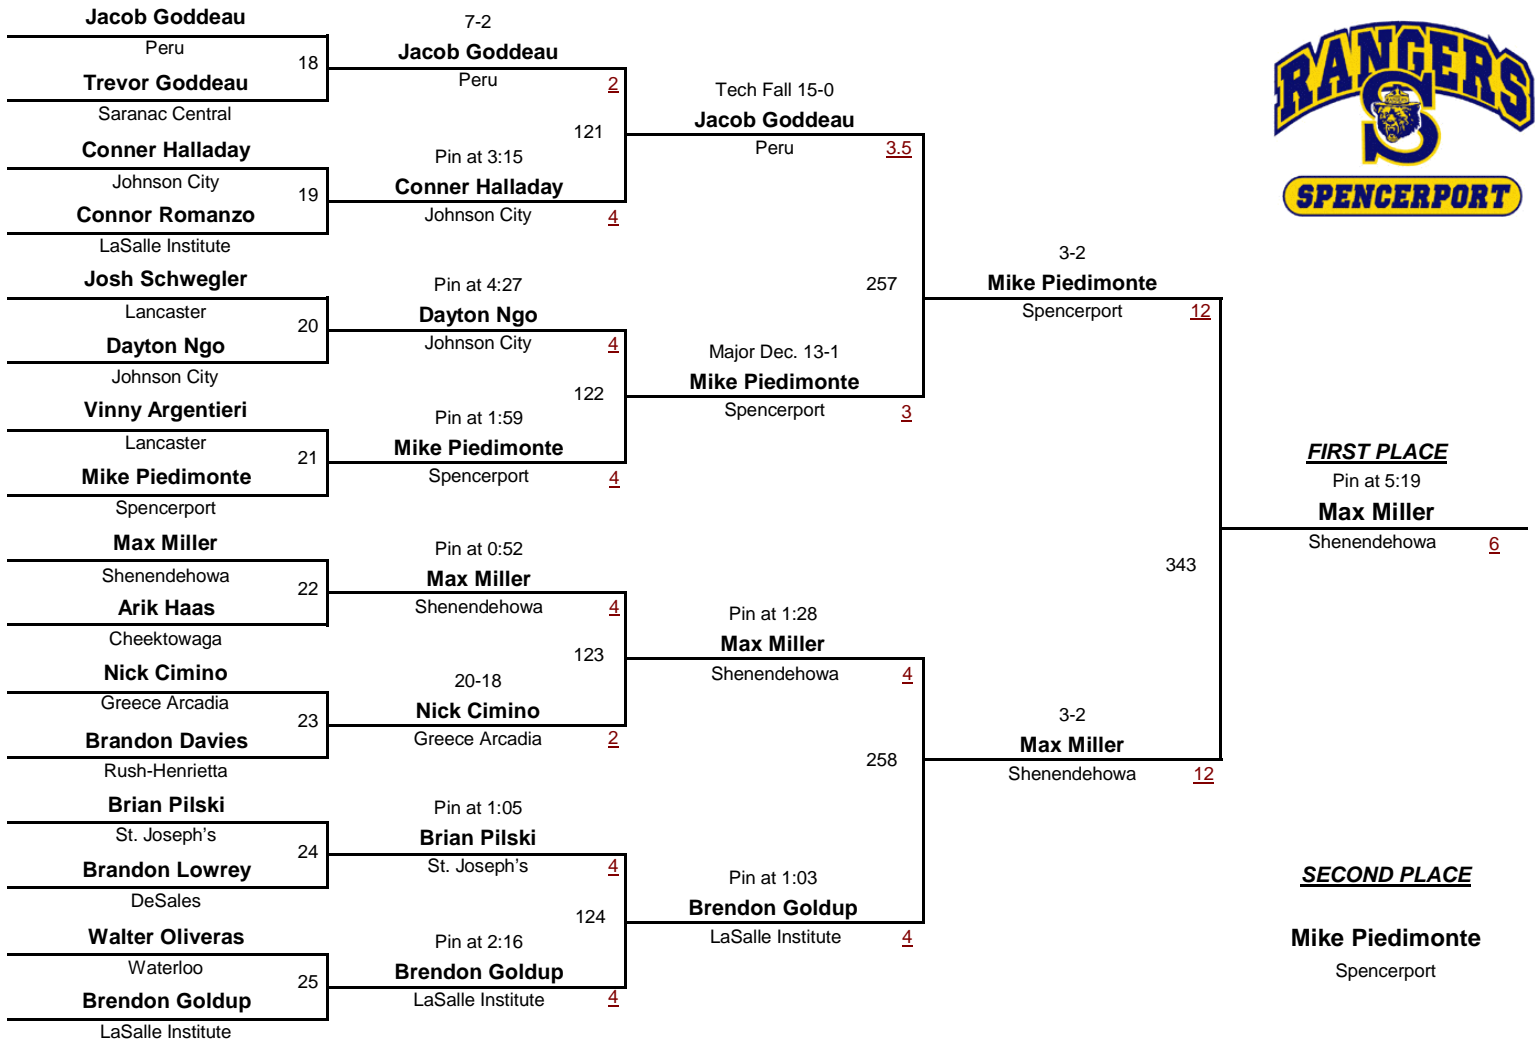 Jacob Goddeau
Peru
18
Trevor Goddeau
Saranac Central
Conner Halladay
Johnson City
19
Connor Romanzo
LaSalle Institute
Josh Schwegler
Lancaster
20
Dayton Ngo
Johnson City
Vinny Argentieri
Lancaster
21
Mike Piedimonte
Spencerport
Max Miller
Shenendehowa
22
Arik Haas
Cheektowaga
Nick Cimino
Greece Arcadia
23
Brandon Davies
Rush-Henrietta
Brian Pilski
St. Joseph's
24
Brandon Lowrey
DeSales
Walter Oliveras
Waterloo
25
Brendon Goldup
LaSalle Institute
7-2
Jacob Goddeau
Peru
2
121
Pin at 3:15
Conner Halladay
Johnson City
4
Pin at 4:27
Dayton Ngo
Johnson City
4
122
Pin at 1:59
Mike Piedimonte
Spencerport
4
Pin at 0:52
Max Miller
Shenendehowa
4
123
20-18
Nick Cimino
Greece Arcadia
2
Pin at 1:05
Brian Pilski
St. Joseph's
4
124
Pin at 2:16
Brendon Goldup
LaSalle Institute
4
Tech Fall 15-0
Jacob Goddeau
Peru
3.5
257
Major Dec. 13-1
Mike Piedimonte
Spencerport
3
Pin at 1:28
Max Miller
Shenendehowa
4
258
Pin at 1:03
Brendon Goldup
LaSalle Institute
4
3-2
Mike Piedimonte
Spencerport
12
343
3-2
Max Miller
Shenendehowa
12
RANGERS
S
SPENCERPORT
FIRST PLACE
Pin at 5:19
Max Miller
Shenendehowa
6
SECOND PLACE
Mike Piedimonte
Spencerport